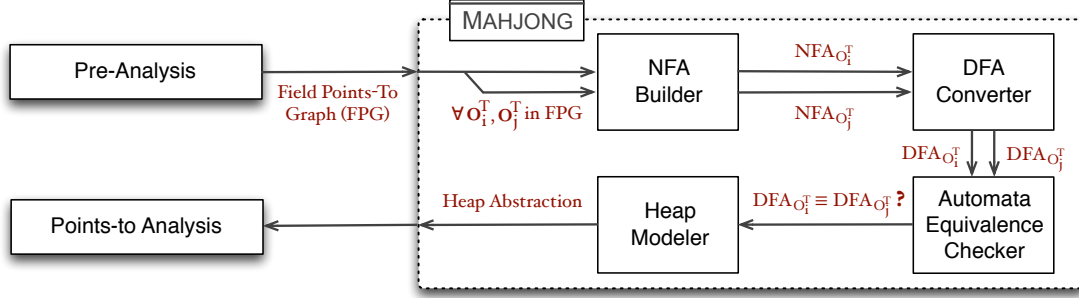 MAHJONG
Pre-Analysis
Field Points-To
Graph (FPG)
∀ O_i^T, O_j^T in FPG
NFA
Builder
NFA_{O_i^T}
NFA_{O_j^T}
DFA
Converter
DFA_{O_i^T}
DFA_{O_j^T}
Automata
Equivalence
Checker
DFA_{O_i^T} ≡ DFA_{O_j^T} ?
Heap
Modeler
Heap Abstraction
Points-to Analysis